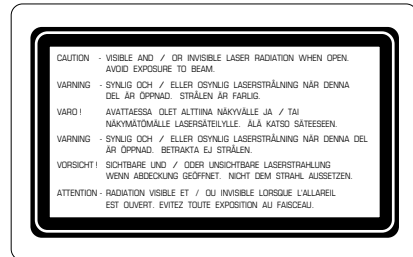 CAUTION - VISIBLE AND / OR INVISIBLE LASER RADIATION WHEN OPEN.
AVOID EXPOSURE TO BEAM.
VARNING - SYNLIG OCH / ELLER OSYNLIG LASERSTRÅLNING NÄR DENNA
DEL ÄR ÖPPNAD. STRÅLEN ÄR FARLIG.
VARO ! AVATTAESSA OLET ALTTIINA NÄKYVÄLLE JA / TAI
NÄKYMÄTÖMÄLLE LASERSÄTEILYLLE. ÄLÄ KATSO SÄTEESEEN.
VARNING - SYNLIG OCH / ELLER OSYNLIG LASERSTRÅLNING NÄR DENNA DEL
ÄR ÖPPNAD. BETRAKTA EJ STRÅLEN.
VORSICHT ! SICHTBARE UND / ODER UNSICHTBARE LASERSTRAHLUNG
WENN ABDECKUNG GEÖFFNET. NICHT DEM STRAHL AUSSETZEN.
ATTENTION - RADIATION VISIBLE ET / OU INVISIBLE LORSQUE L'ALLAREIL
EST OUVERT. EVITEZ TOUTE EXPOSITION AU FAISCEAU.